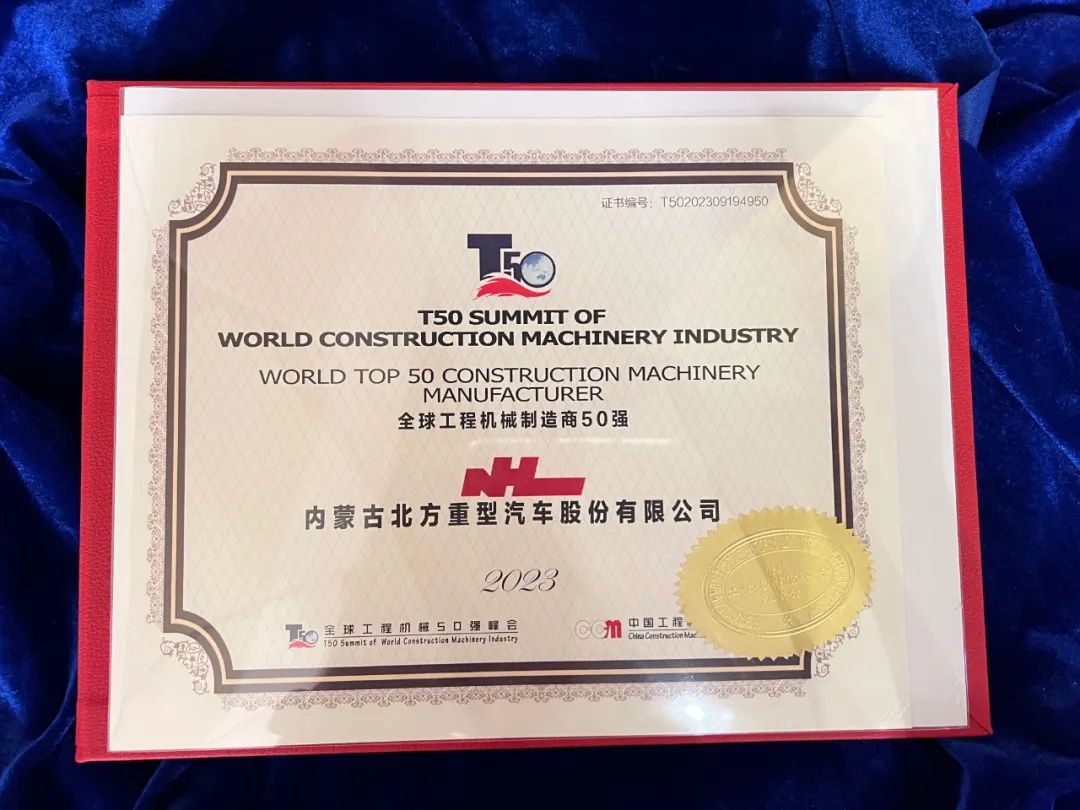 证书编号：T50202309194950
T50
T50 SUMMIT OF
WORLD CONSTRUCTION MACHINERY INDUSTRY
WORLD TOP 50 CONSTRUCTION MACHINERY
MANUFACTURER
全球工程机械制造商50强
NHL
内蒙古北方重型汽车股份有限公司
2023
T50 全球工程机械50强峰会
T50 Summit of World Construction Machinery Industry
CCM 中国工程
China Construction